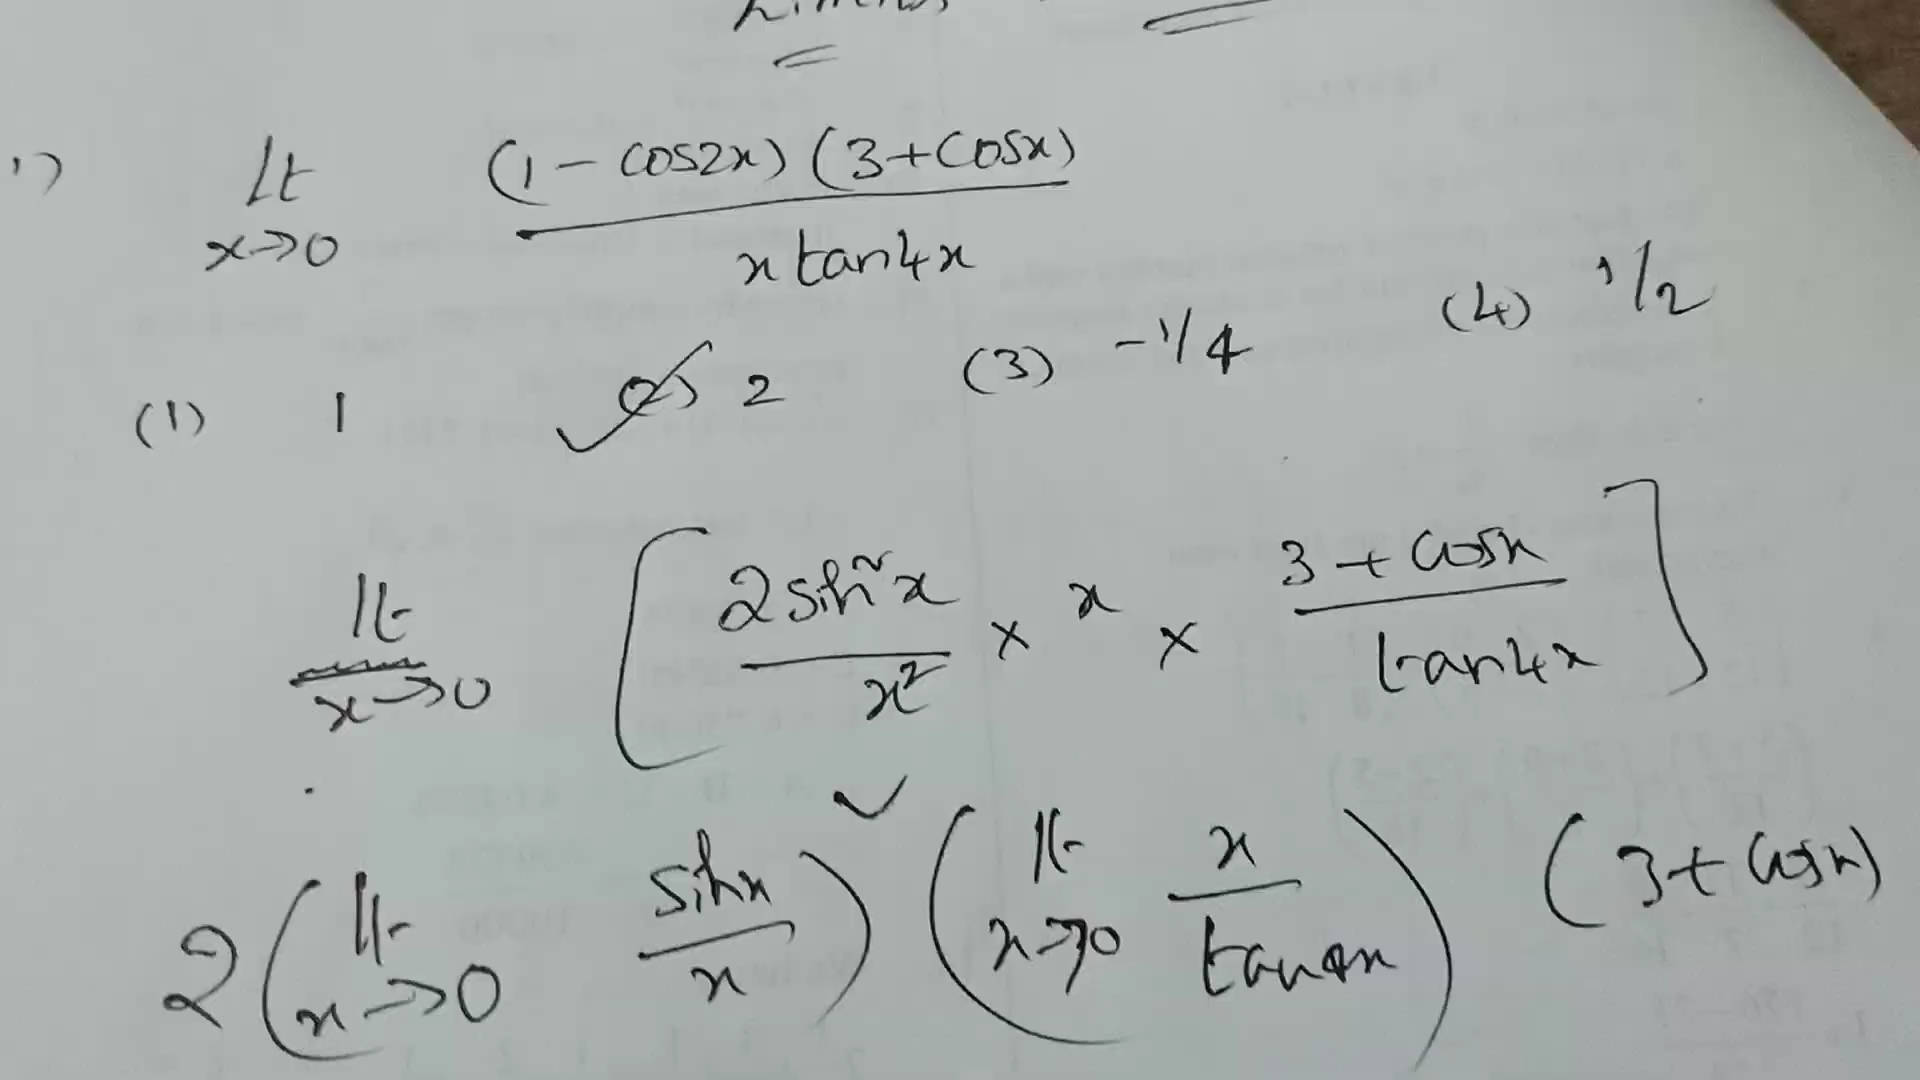 1) lt x→0 (1 - cos2x) (3 + cosx) / x tan4x
(1) 1 (2) 2 (3) -1/4 (4) 1/2
lt x→0 [ 2 sin²x / x² × x × 3 + cosx / tan4x ]
2 ( lt x→0 sinx / x ) ( lt x→0 x / tan4x ) (3 + cosx)